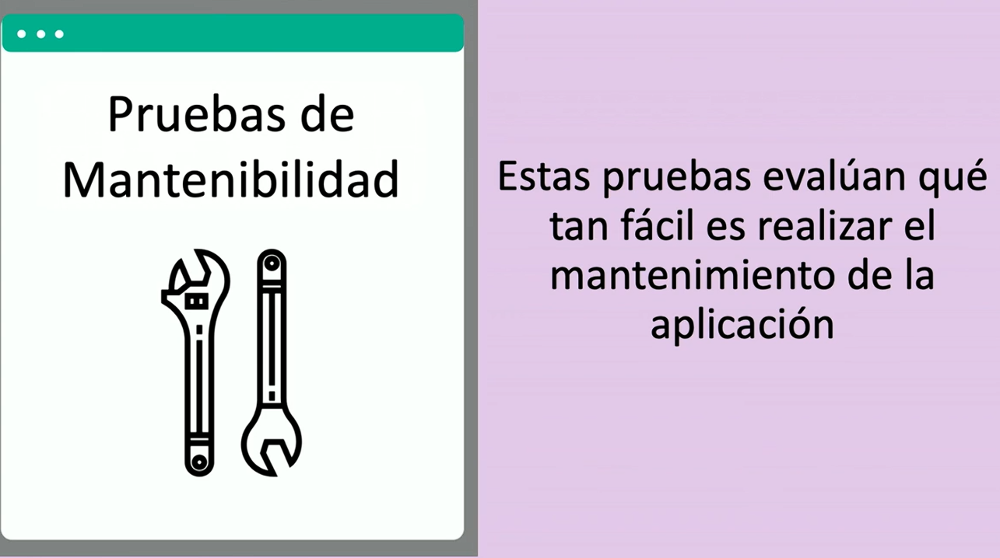 Pruebas de
Mantenibilidad
Estas pruebas evalúan qué
tan fácil es realizar el
mantenimiento de la
aplicación